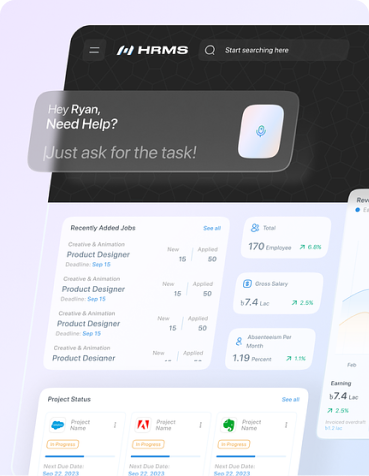 HRMS
Start searching here
Hey Ryan,
Need Help?
Just ask for the task!
Recently Added Jobs
See all
Creative & Animation
Product Designer
Deadline: Sep 15
New
15
Applied
50
Creative & Animation
Product Designer
Deadline: Sep 15
New
15
Applied
50
Creative & Animation
Product Designer
Deadline: Sep 15
New
15
Applied
50
Creative & Animation
Product Designer
New
Applied
Total
170 Employee
6.8%
Gross Salary
৳7.4 Lac
2.5%
Absenteeism Per
Month
1.19 Percent
1.1%
Feb
Earning
৳7.4 Lac
2.5%
Project Status
See all
Project
Name
In Progress
Next Due Date:
Sep 22, 2023
Project
Name
In Progress
Next Due Date:
Sep 22, 2023
Project
Name
In Progress
Next Due Date:
Sep 22, 2023